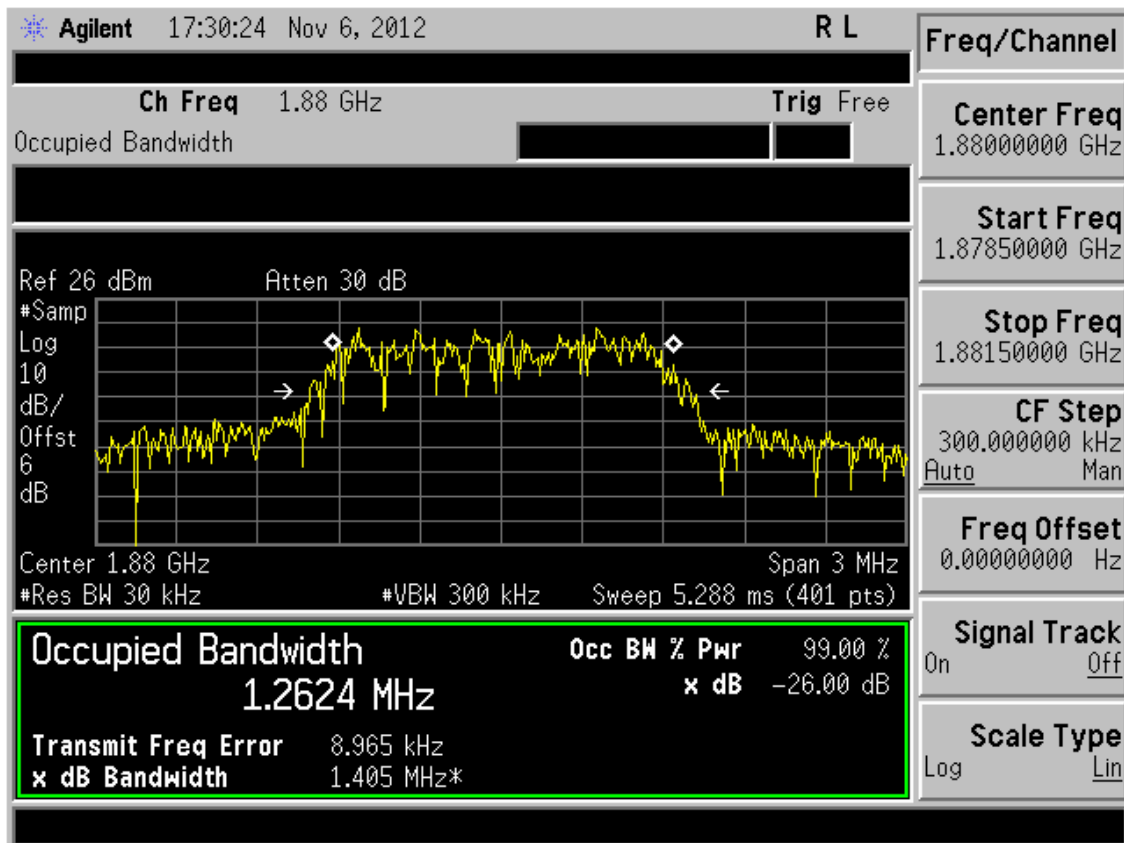 Agilent 17:30:24 Nov 6, 2012 R L
Ch Freq 1.88 GHz Trig Free
Occupied Bandwidth
Ref 26 dBm Atten 30 dB
#Samp
Log
10
dB/
Offst
6
dB
Center 1.88 GHz Span 3 MHz
#Res BW 30 kHz #VBW 300 kHz Sweep 5.288 ms (401 pts)
Occupied Bandwidth Occ BW % Pwr 99.00 %
1.2624 MHz x dB -26.00 dB
Transmit Freq Error 8.965 kHz
x dB Bandwidth 1.405 MHz*
Freq/Channel
Center Freq
1.88000000 GHz
Start Freq
1.87850000 GHz
Stop Freq
1.88150000 GHz
CF Step
300.000000 kHz
Auto Man
Freq Offset
0.00000000 Hz
Signal Track
On Off
Scale Type
Log Lin